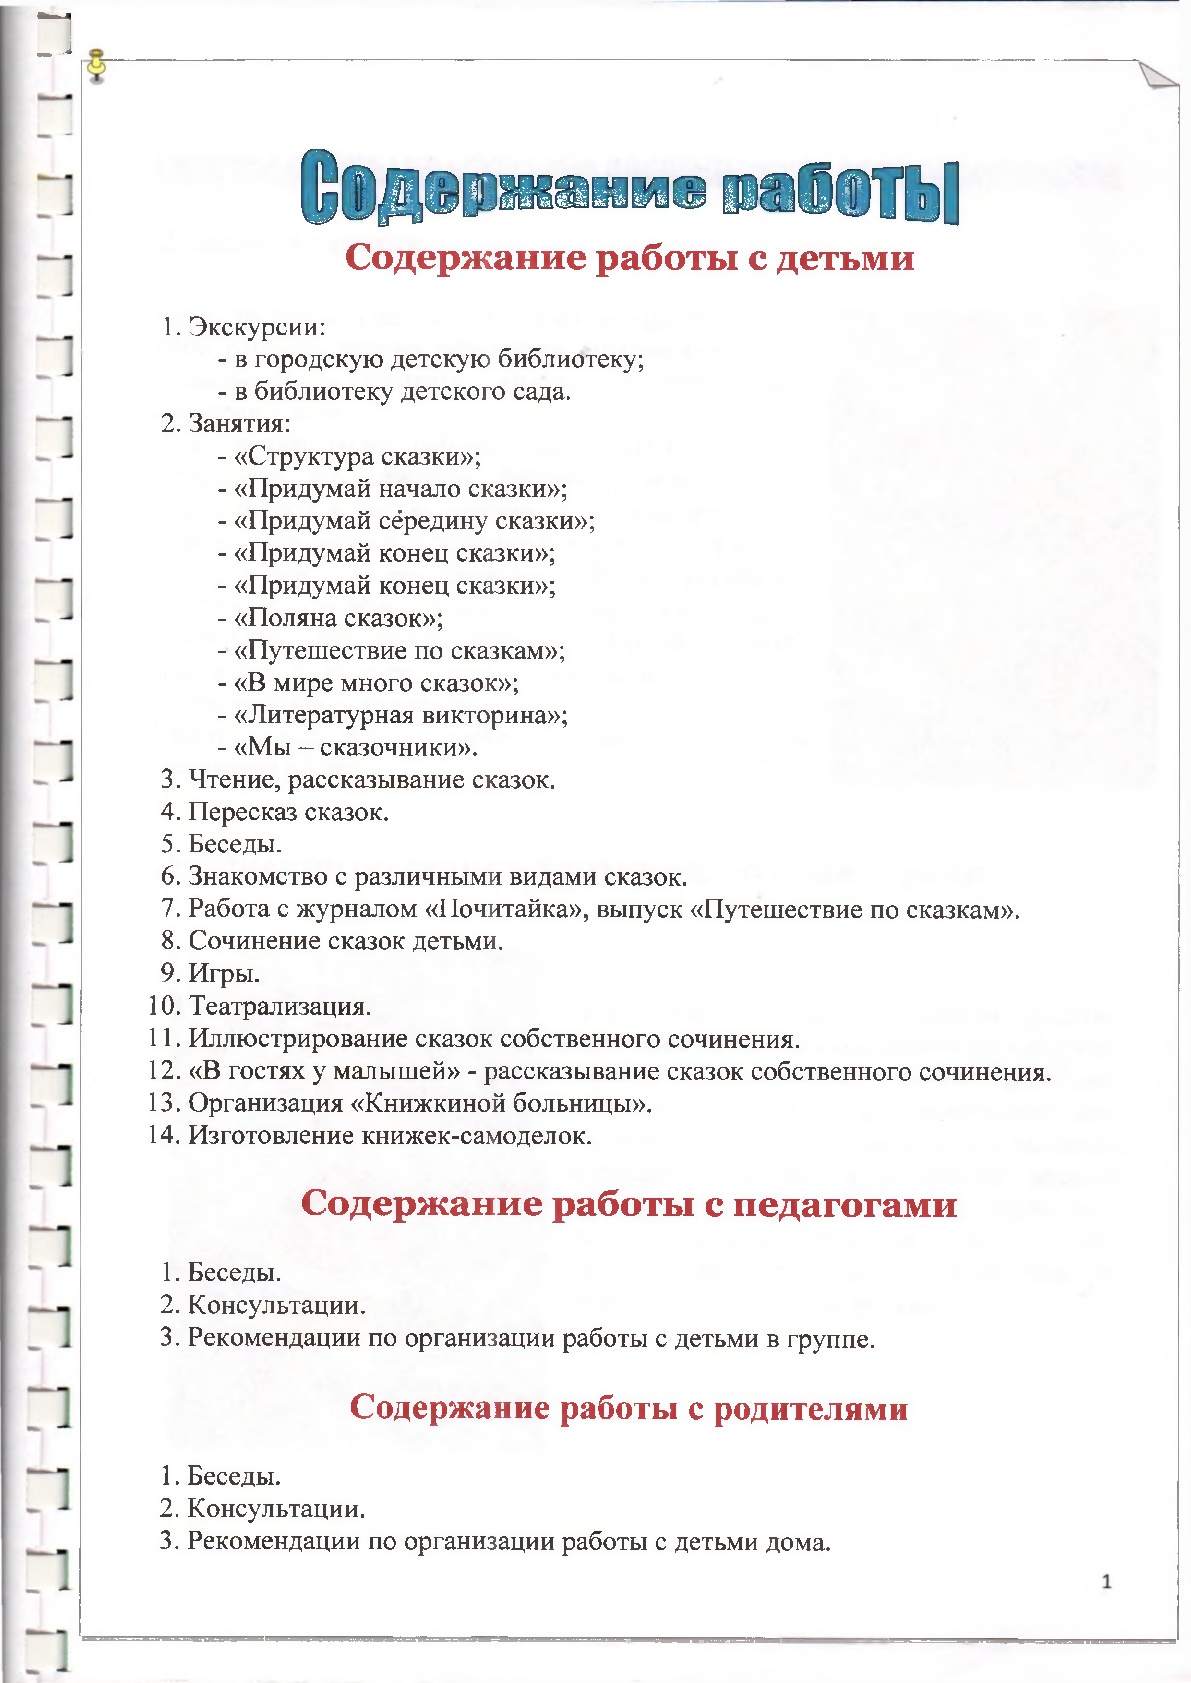 Содержание работы
Содержание работы с детьми
1. Экскурсии:
- в городскую детскую библиотеку;
- в библиотеку детского сада.
2. Занятия:
- «Структура сказки»;
- «Придумай начало сказки»;
- «Придумай середину сказки»;
- «Придумай конец сказки»;
- «Придумай конец сказки»;
- «Поляна сказок»;
- «Путешествие по сказкам»;
- «В мире много сказок»;
- «Литературная викторина»;
- «Мы – сказочники».
3. Чтение, рассказывание сказок.
4. Пересказ сказок.
5. Беседы.
6. Знакомство с различными видами сказок.
7. Работа с журналом «Почитайка», выпуск «Путешествие по сказкам».
8. Сочинение сказок детьми.
9. Игры.
10. Театрализация.
11. Иллюстрирование сказок собственного сочинения.
12. «В гостях у малышей» - рассказывание сказок собственного сочинения.
13. Организация «Книжкиной больницы».
14. Изготовление книжек-самоделок.
Содержание работы с педагогами
1. Беседы.
2. Консультации.
3. Рекомендации по организации работы с детьми в группе.
Содержание работы с родителями
1. Беседы.
2. Консультации.
3. Рекомендации по организации работы с детьми дома.
1